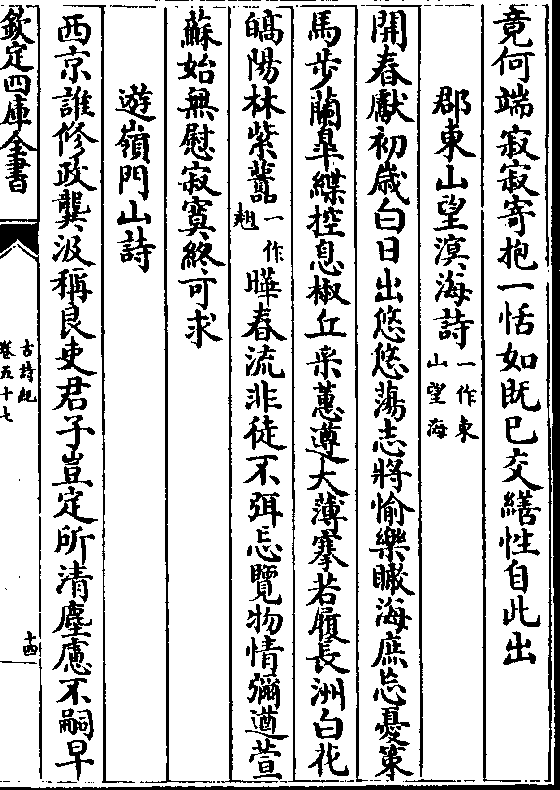 竟何端寂寂寄抱一恬如既已交繕性自此出
郡東山望溟海詩一作東山望海
開春獻初歲白日出悠悠蕩志將愉樂瞰海庶忘憂策
馬步蘭臯緤控息椒丘采蕙遵大薄搴若履長洲白花
皜陽林紫虈一作翹曄春流非徒不弭忘覽物情彌遒萱
蘇始無慰寂寞終可求
遊嶺門山詩
西京誰修政龔汲稱良吏君子豈定所清塵慮不嗣早
欽定四庫全書
古詩紀
卷五十七
十四